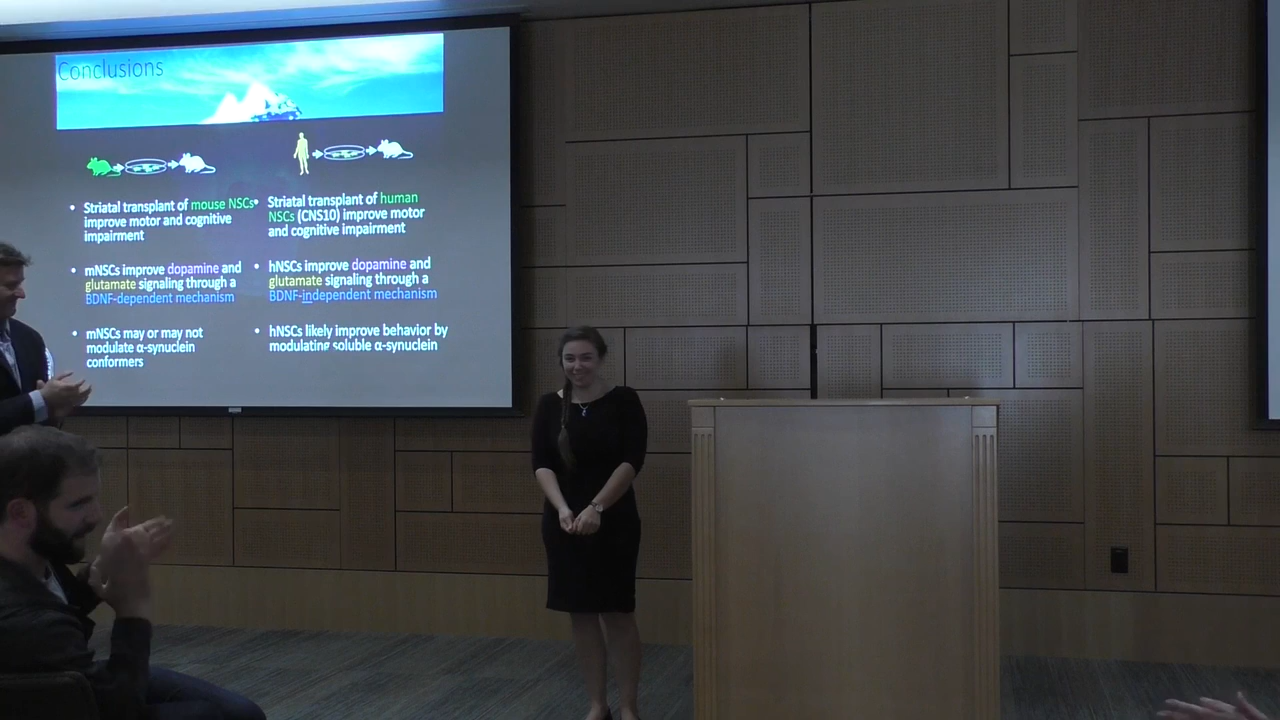 Conclusions
• Striatal transplant of mouse NSCs
improve motor and cognitive
impairment
• mNSCs improve dopamine and
glutamate signaling through a
BDNF-dependent mechanism
• mNSCs may or may not
modulate α-synuclein
conformers
• Striatal transplant of human
NSCs (CNS10) improve motor
and cognitive impairment
• hNSCs improve dopamine and
glutamate signaling through a
BDNF-independent mechanism
• hNSCs likely improve behavior by
modulating soluble α-synuclein